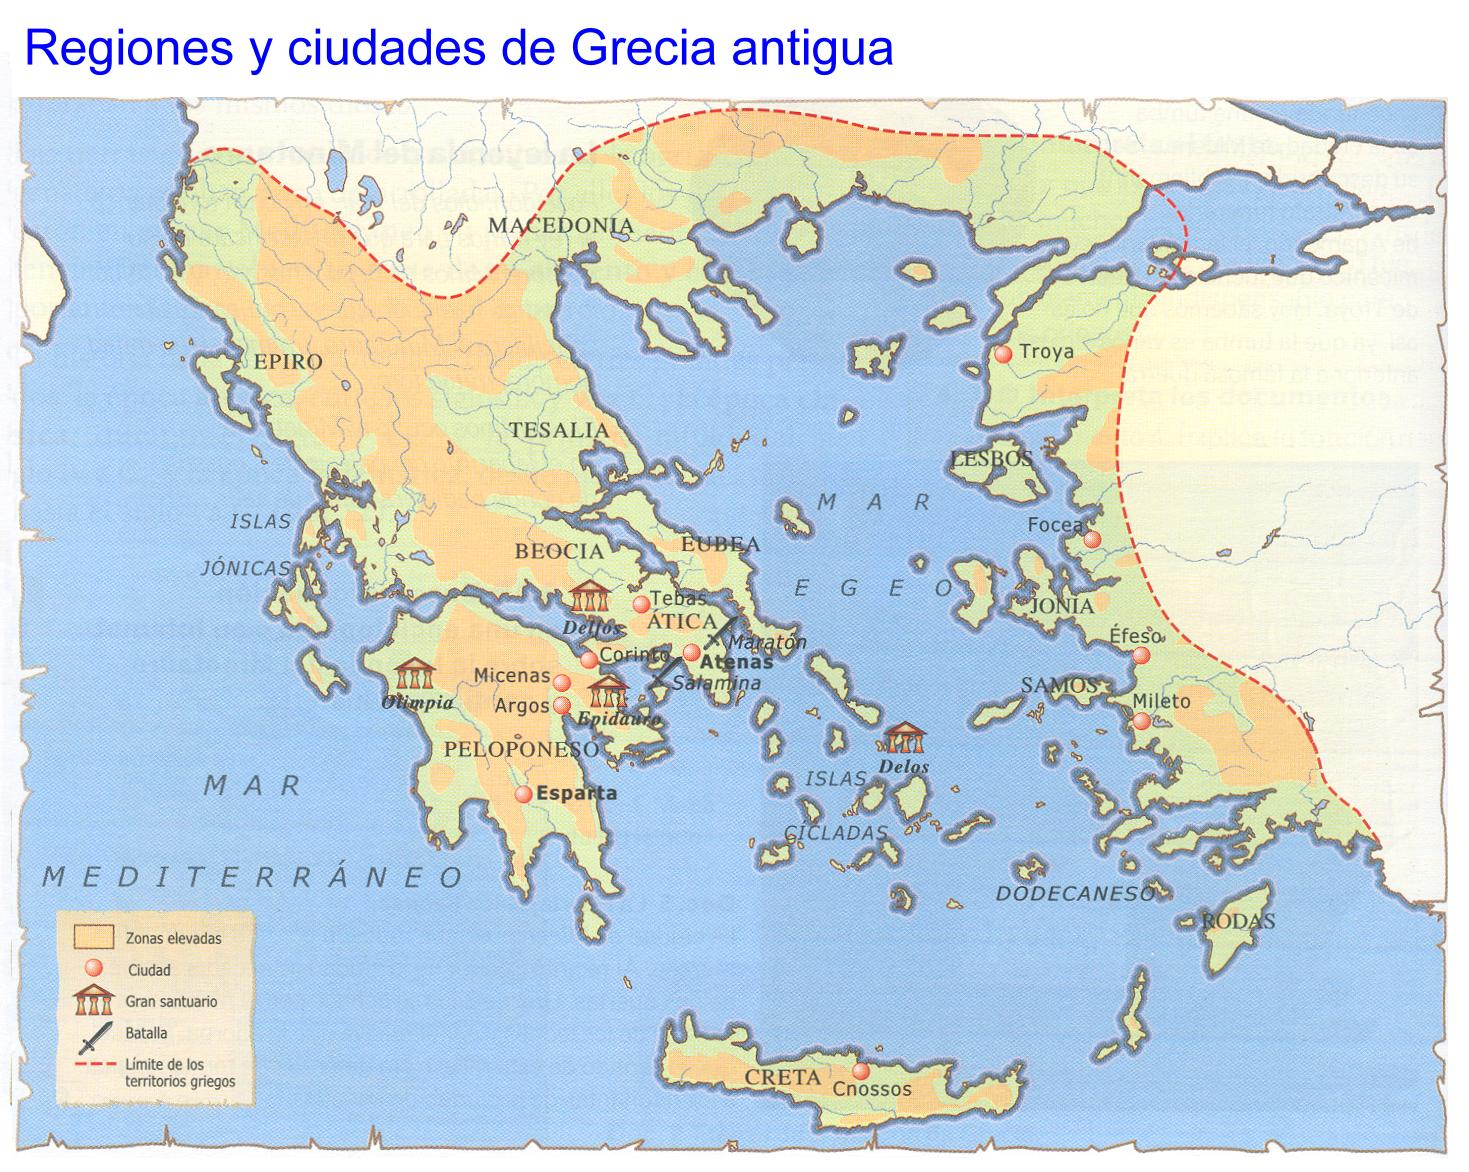 Regiones y ciudades de Grecia antigua
MACEDONIA
EPIRO
Troya
TESALIA
LESBOS
MAR
EGEO
ISLAS
JÓNICAS
Focea
BEOCIA
EUBEA
Delfos
Tebas
ÁTICA
JONIA
Maratón
Éfeso
Corinto
Atenas
Salamina
Micenas
Olimpia
Argos
Epidauro
SAMOS
Mileto
PELOPONESO
Delos
Esparta
ISLAS
CÍCLADAS
MAR
MEDITERRÁNEO
DODECANESO
RODAS
CRETA
Cnossos
Zonas elevadas
Ciudad
Gran santuario
Batalla
Límite de los
territorios griegos